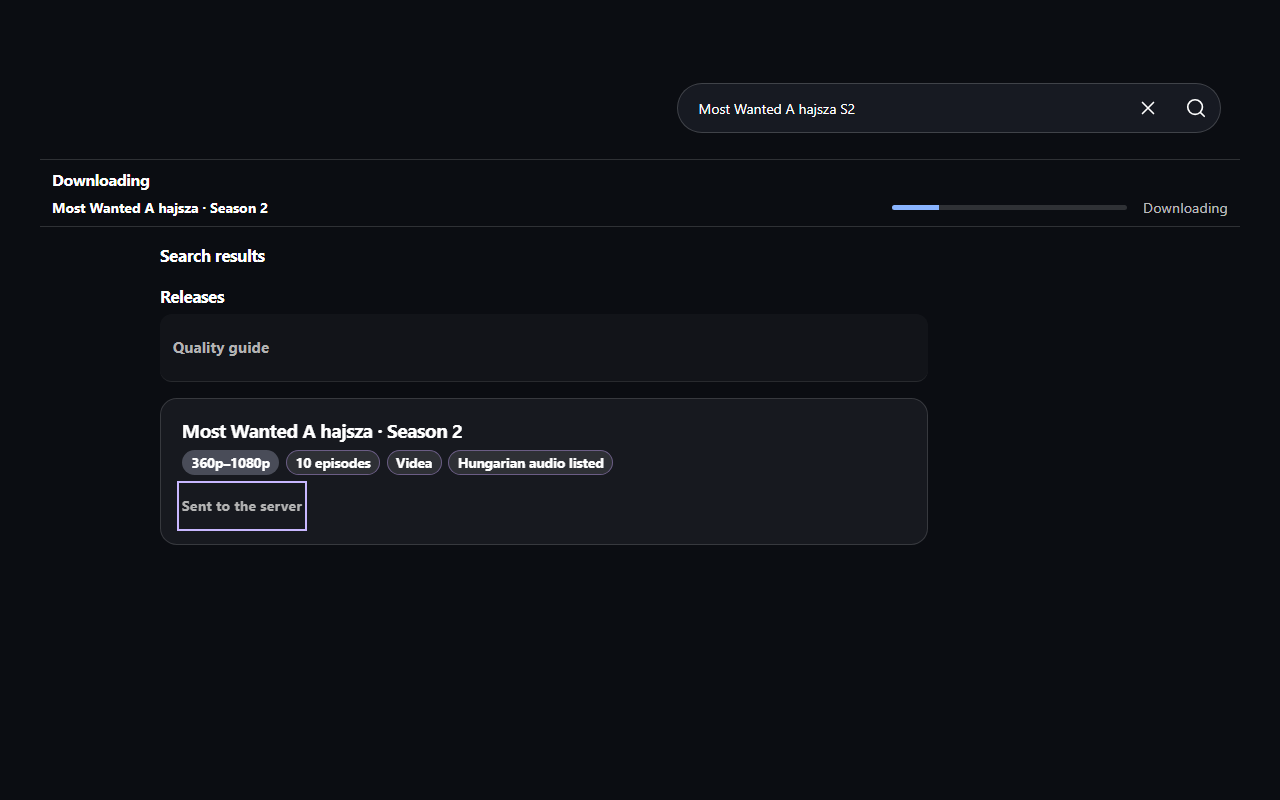 Most Wanted A hajsza S2
Downloading
Most Wanted A hajsza · Season 2
Downloading
Search results
Releases
Quality guide
Most Wanted A hajsza · Season 2
360p–1080p 10 episodes Videa Hungarian audio listed
Sent to the server